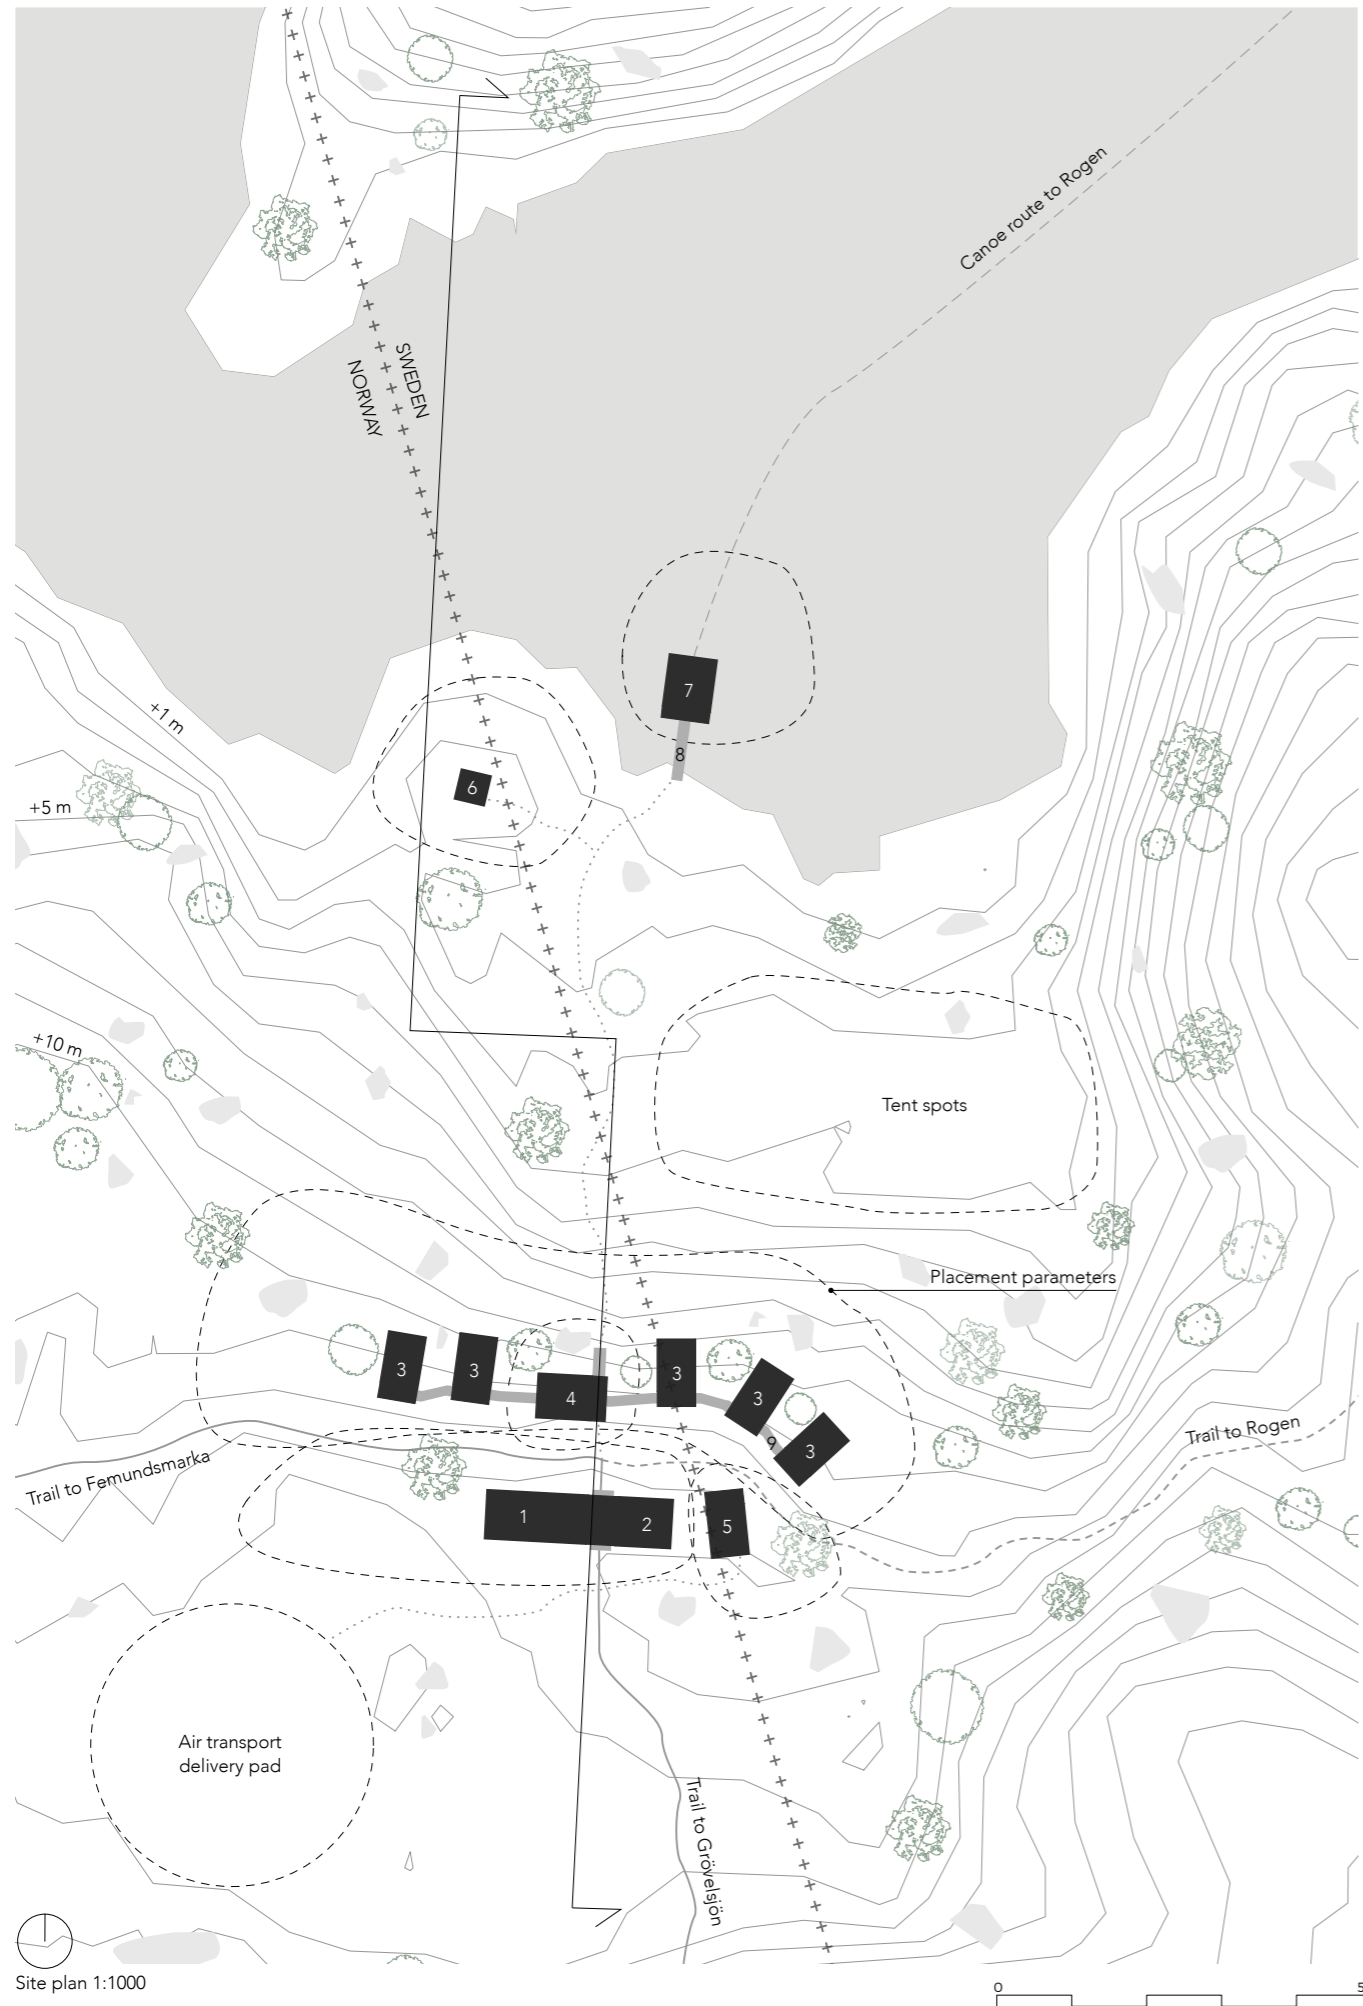 Canoe route to Rogen
SWEDEN
NORWAY
7
8
+1 m
6
+5 m
+10 m
Tent spots
Placement parameters
3
3
4
3
3
3
9
Trail to Rogen
Trail to Femundsmarka
1
2
5
Air transport
delivery pad
Trail to Grövelsjön
Site plan 1:1000
0
5